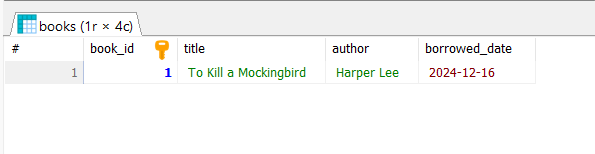 books (1r × 4c)
# book_id title author borrowed_date
1 1 To Kill a Mockingbird Harper Lee 2024-12-16